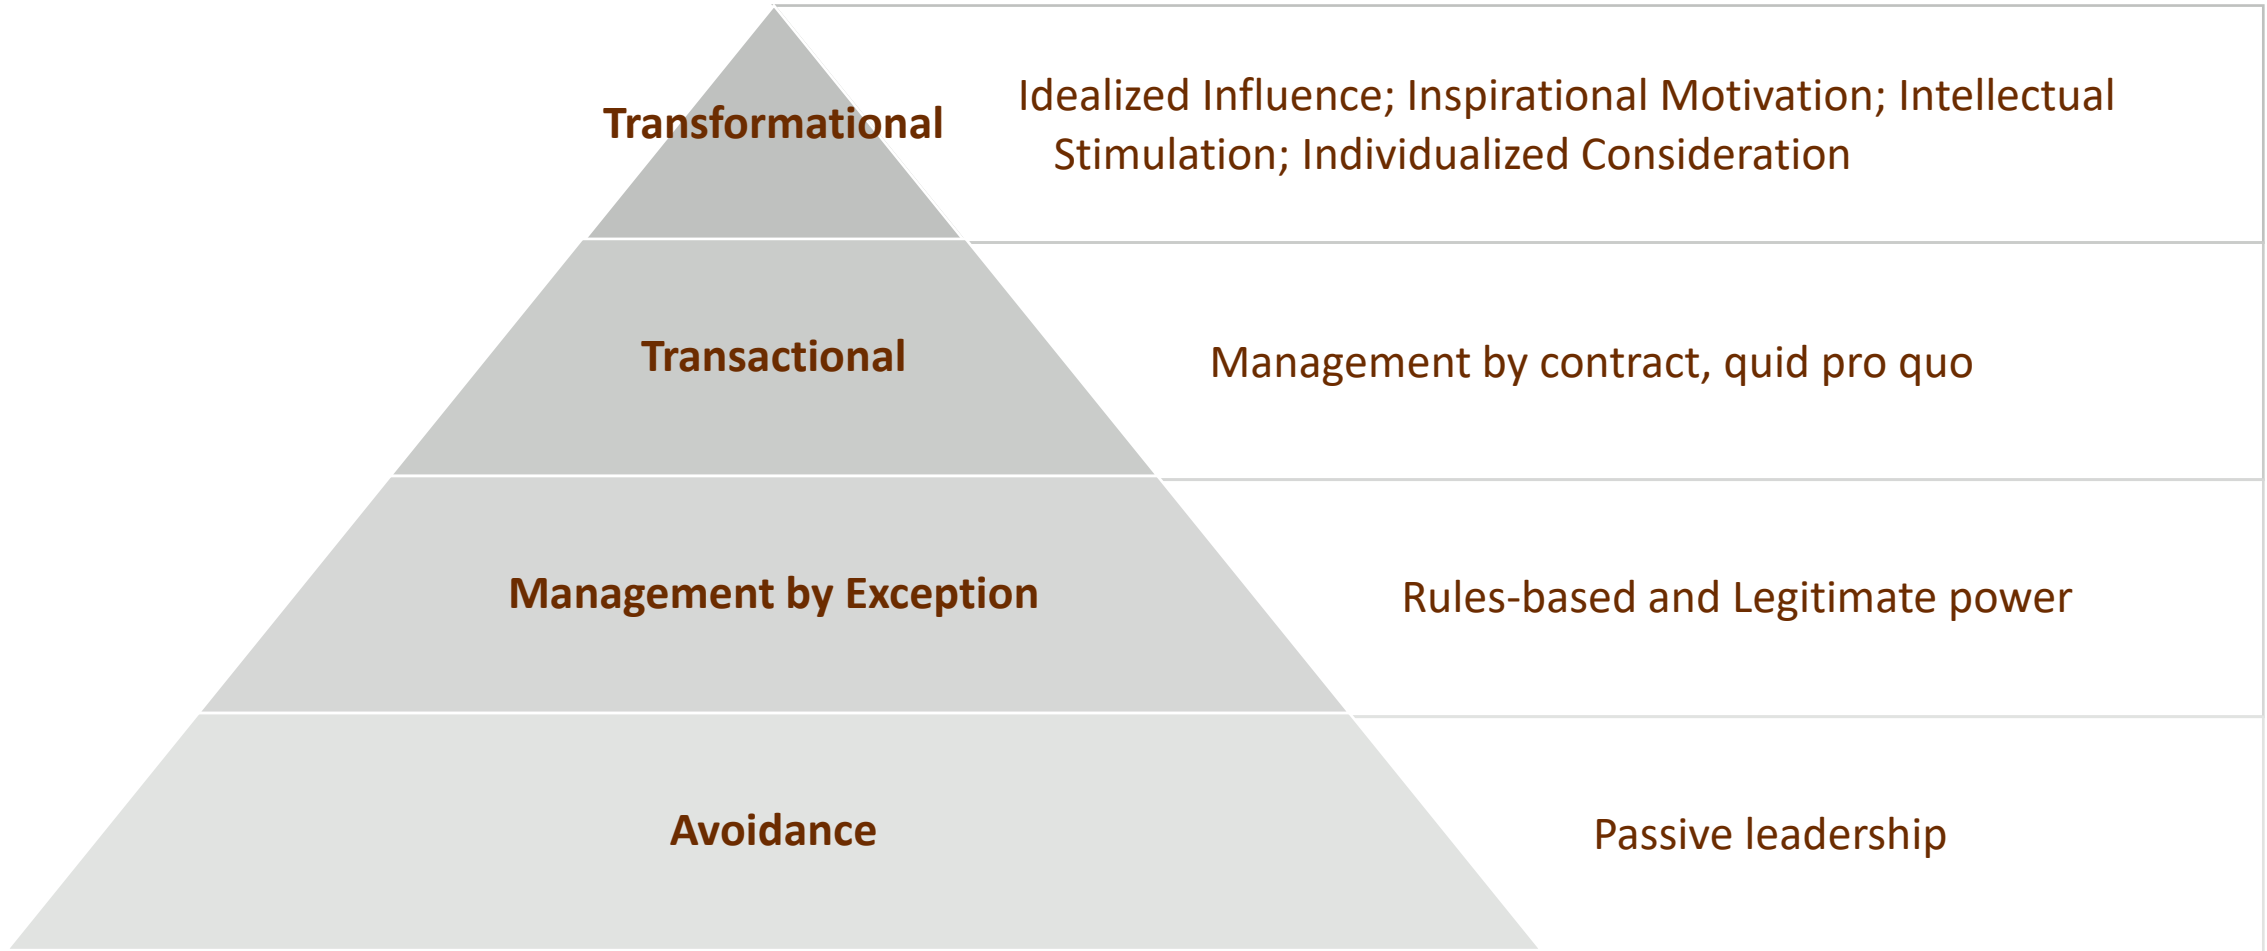 Transformational
Idealized Influence; Inspirational Motivation; Intellectual
Stimulation; Individualized Consideration
Transactional
Management by contract, quid pro quo
Management by Exception
Rules-based and Legitimate power
Avoidance
Passive leadership